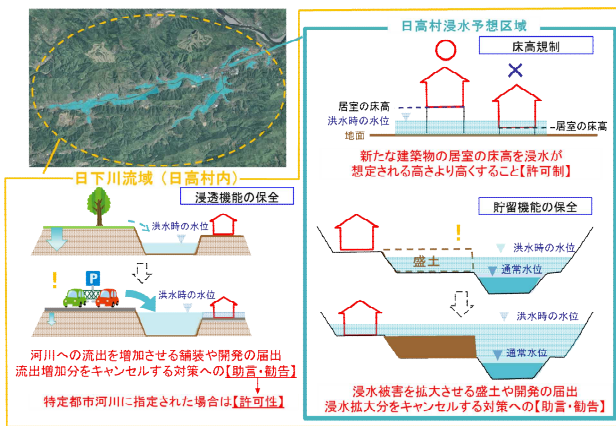 日高村浸水予想区域
床高規制
居室の床高
洪水時の水位
地面
居室の床高
新たな建築物の居室の床高を浸水が
想定される高さより高くすること【許可制】
貯留機能の保全
!
盛土
洪水時の水位
通常水位
洪水時の水位
通常水位
浸水被害を拡大させる盛土や開発の届出
浸水拡大分をキャンセルする対策への【助言・勧告】
日下川流域(日高村内)
浸透機能の保全
洪水時の水位
!
P
洪水時の水位
河川への流出を増加させる舗装や開発の届出
流出増加分をキャンセルする対策への【助言・勧告】
特定都市河川に指定された場合は【許可性】